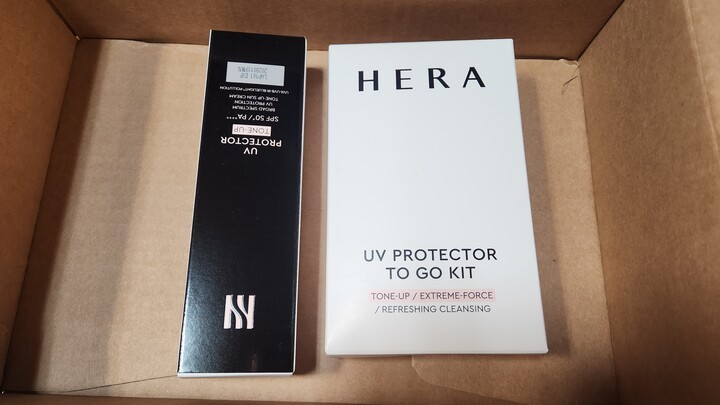 UV
PROTECTOR
TONE-UP
SPF 50+/ PA++++
BROAD SPECTRUM
UV PROTECTION
TONE-UP SUN CREAM
HERA
UV PROTECTOR
TO GO KIT
TONE-UP / EXTREME-FORCE
/ REFRESHING CLEANSING